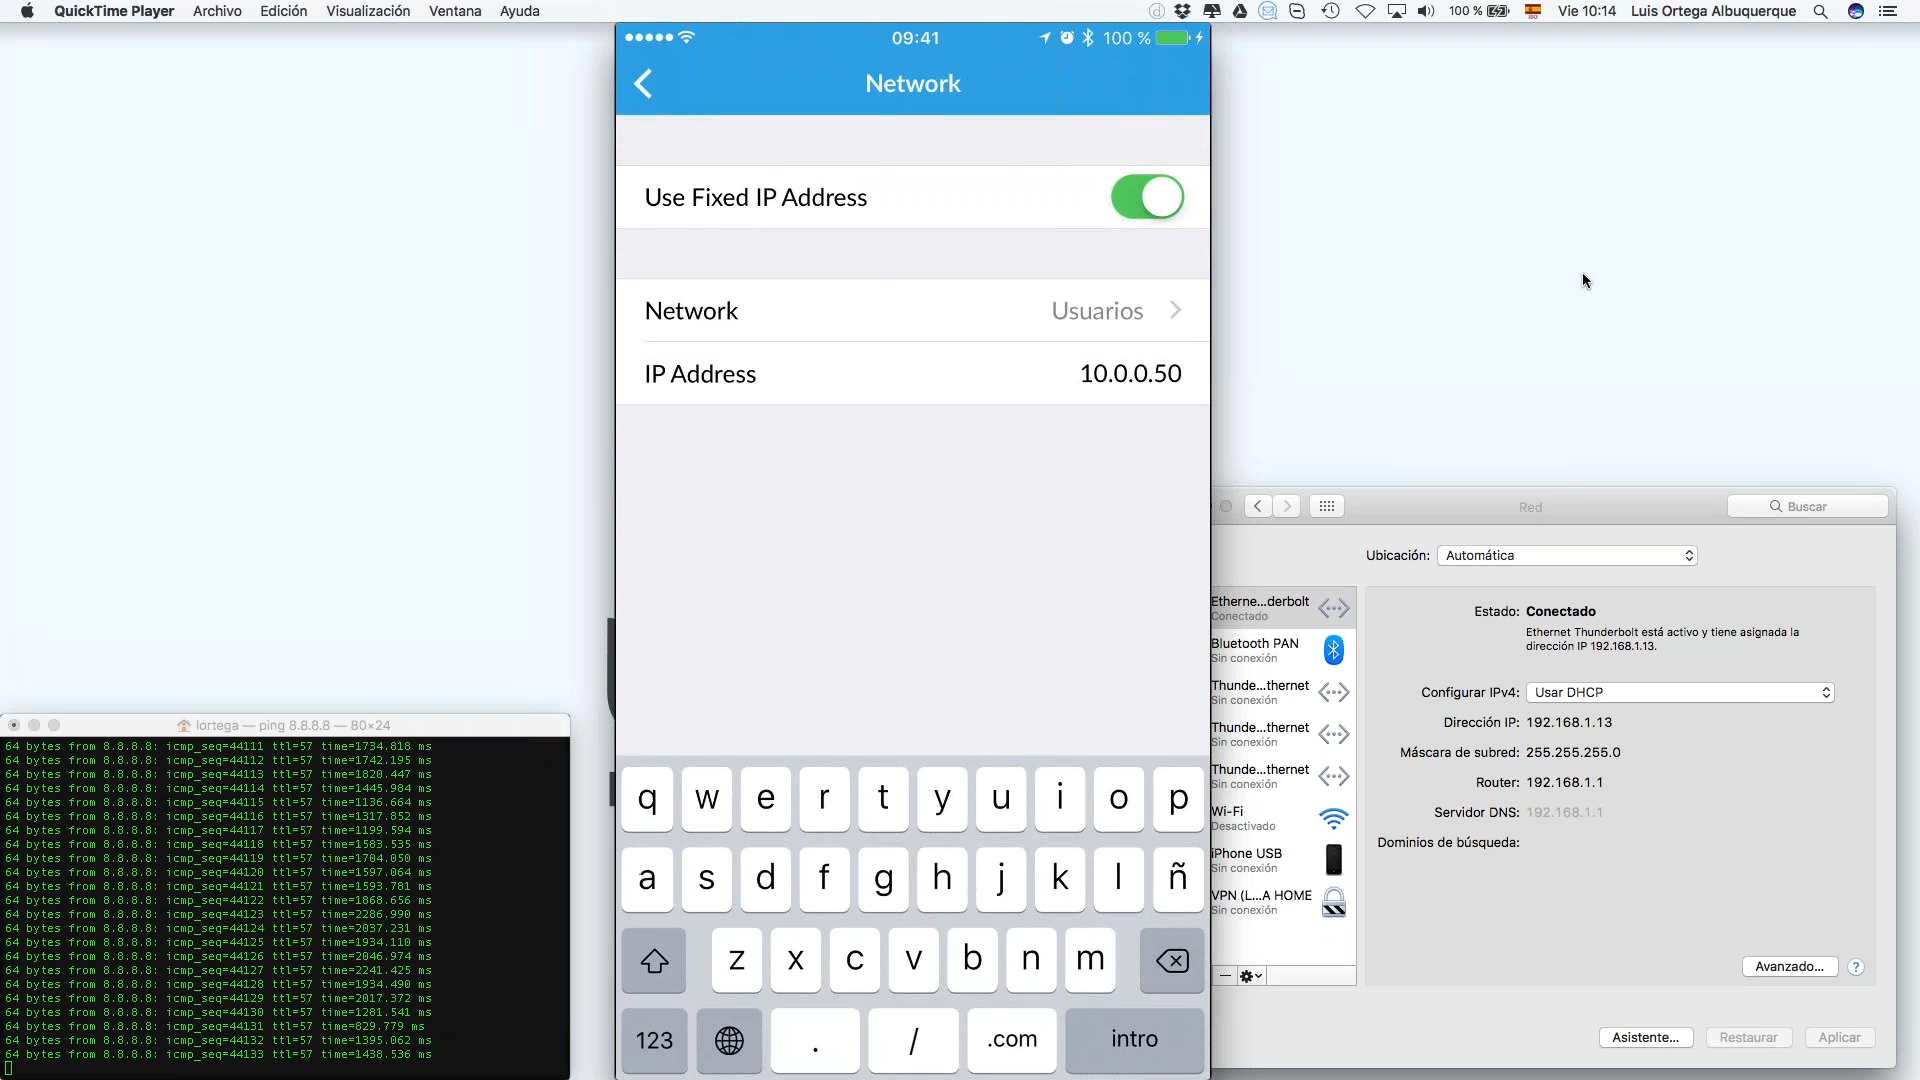 QuickTime Player Archivo Edición Visualización Ventana Ayuda
100 % Vie 10:14 Luis Ortega Albuquerque
09:41
100 %
Network
Use Fixed IP Address
Network Usuarios
IP Address 10.0.0.50
q w e r t y u i o p
a s d f g h j k l ñ
z x c v b n m
123 . / .com intro
lortega — ping 8.8.8.8 — 80×24
64 bytes from 8.8.8.8: icmp_seq=44111 ttl=57 time=1734.818 ms
64 bytes from 8.8.8.8: icmp_seq=44112 ttl=57 time=1742.195 ms
64 bytes from 8.8.8.8: icmp_seq=44113 ttl=57 time=1820.447 ms
64 bytes from 8.8.8.8: icmp_seq=44114 ttl=57 time=1445.984 ms
64 bytes from 8.8.8.8: icmp_seq=44115 ttl=57 time=1136.664 ms
64 bytes from 8.8.8.8: icmp_seq=44116 ttl=57 time=1317.852 ms
64 bytes from 8.8.8.8: icmp_seq=44117 ttl=57 time=1199.594 ms
64 bytes from 8.8.8.8: icmp_seq=44118 ttl=57 time=1583.535 ms
64 bytes from 8.8.8.8: icmp_seq=44119 ttl=57 time=1704.050 ms
64 bytes from 8.8.8.8: icmp_seq=44120 ttl=57 time=1597.064 ms
64 bytes from 8.8.8.8: icmp_seq=44121 ttl=57 time=1593.781 ms
64 bytes from 8.8.8.8: icmp_seq=44122 ttl=57 time=1868.656 ms
64 bytes from 8.8.8.8: icmp_seq=44123 ttl=57 time=2286.990 ms
64 bytes from 8.8.8.8: icmp_seq=44124 ttl=57 time=2037.231 ms
64 bytes from 8.8.8.8: icmp_seq=44125 ttl=57 time=1934.110 ms
64 bytes from 8.8.8.8: icmp_seq=44126 ttl=57 time=2046.974 ms
64 bytes from 8.8.8.8: icmp_seq=44127 ttl=57 time=2241.425 ms
64 bytes from 8.8.8.8: icmp_seq=44128 ttl=57 time=1934.490 ms
64 bytes from 8.8.8.8: icmp_seq=44129 ttl=57 time=2017.372 ms
64 bytes from 8.8.8.8: icmp_seq=44130 ttl=57 time=1281.541 ms
64 bytes from 8.8.8.8: icmp_seq=44131 ttl=57 time=829.779 ms
64 bytes from 8.8.8.8: icmp_seq=44132 ttl=57 time=1395.062 ms
64 bytes from 8.8.8.8: icmp_seq=44133 ttl=57 time=1438.536 ms
Red
Buscar
Ubicación: Automática
Etherne...derbolt
Conectado
Bluetooth PAN
Sin conexión
Thunde...thernet
Sin conexión
Thunde...thernet
Sin conexión
Thunde...thernet
Sin conexión
Wi-Fi
Desactivado
iPhone USB
Sin conexión
VPN (L...A HOME
Sin conexión
Estado: Conectado
Ethernet Thunderbolt está activo y tiene asignada la
dirección IP 192.168.1.13.
Configurar IPv4: Usar DHCP
Dirección IP: 192.168.1.13
Máscara de subred: 255.255.255.0
Router: 192.168.1.1
Servidor DNS: 192.168.1.1
Dominios de búsqueda:
Avanzado... ?
Asistente... Restaurar Aplicar